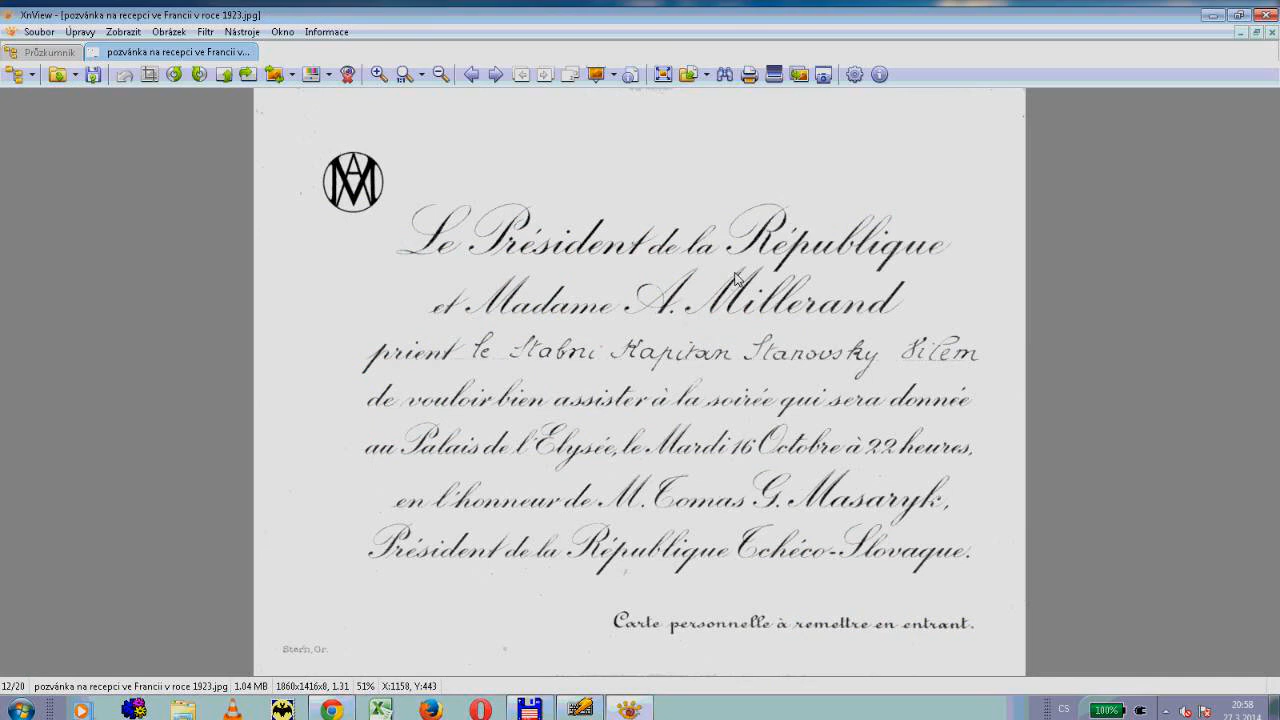 XnView - [pozvánka na recepci ve Francii v roce 1923.jpg]
Soubor Úpravy Zobrazit Obrázek Filtr Nástroje Okno Informace
Průzkumník pozvánka na recepci ve Francii v...
AM
Le Président de la République
et Madame A. Millerand
prient le Stabni Kapitan Stanovsky Vilem
de vouloir bien assister à la soirée qui sera donnée
au Palais de l'Elysée, le Mardi 16 Octobre à 22 heures,
en l'honneur de M. Tomas G. Masaryk,
Président de la République Tchéco-Slovaque.
Carte personnelle à remettre en entrant.
Stern, Gr.
12/20 pozvánka na recepci ve Francii v roce 1923.jpg 1.04 MB 1860x1416x8, 1.31 51% X:1158, Y:443
CS 100% 20:58
27.3.2014